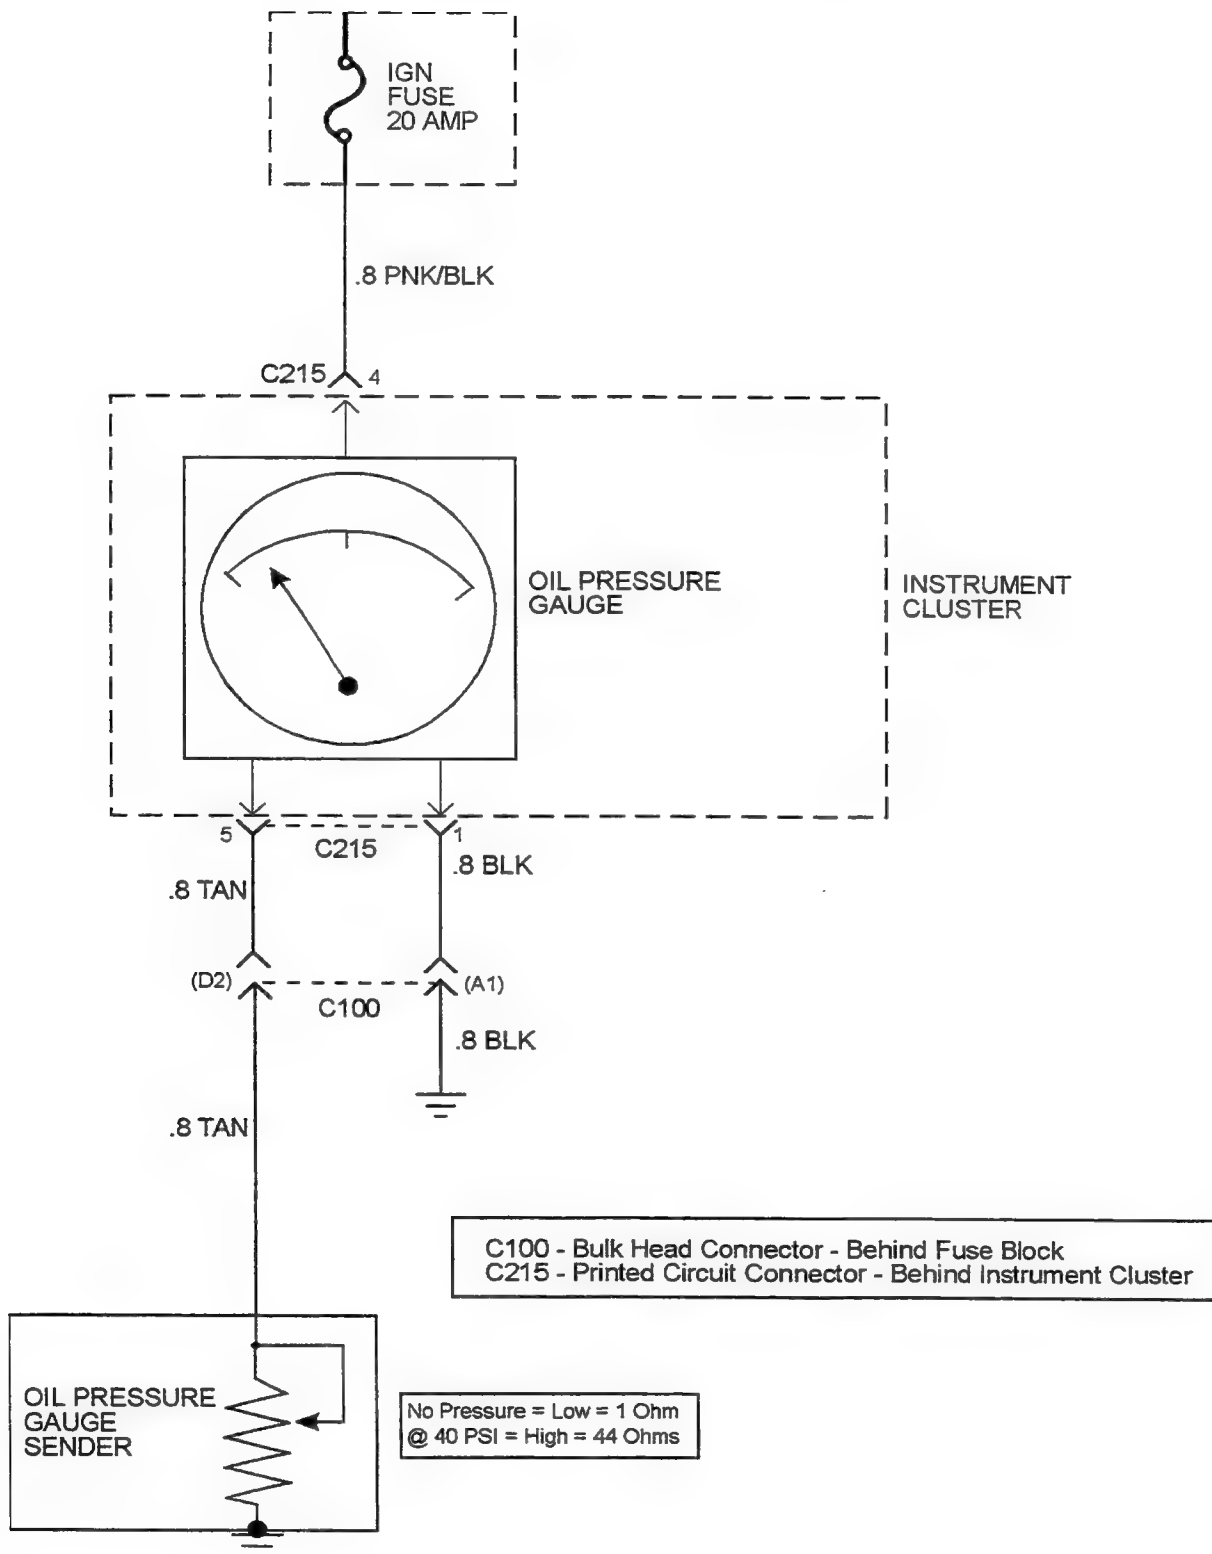 IGN
FUSE
20 AMP
.8 PNK/BLK
C215
4
OIL PRESSURE
GAUGE
INSTRUMENT
CLUSTER
5
C215
1
.8 BLK
.8 TAN
(D2)
C100
(A1)
.8 BLK
.8 TAN
C100 - Bulk Head Connector - Behind Fuse Block
C215 - Printed Circuit Connector - Behind Instrument Cluster
OIL PRESSURE
GAUGE
SENDER
No Pressure = Low = 1 Ohm
@ 40 PSI = High = 44 Ohms